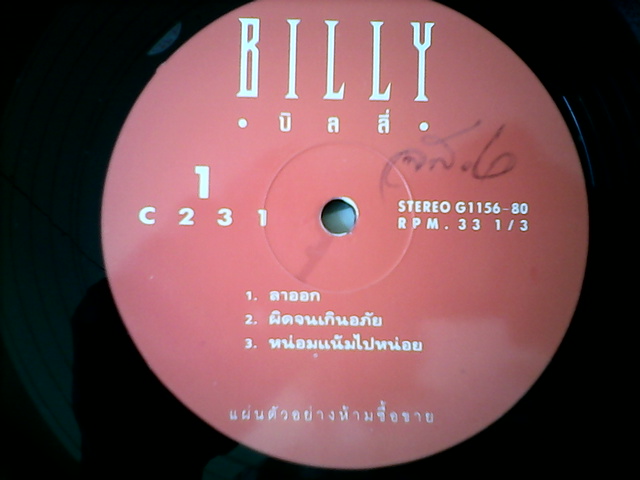 BILLY
• บิลลี่ •
1
C 2 3 1
STEREO G1156-80
RPM. 33 1/3
1. ลาออก
2. ผิดจนเกินอภัย
3. หน่อมแน้มไปหน่อย
แผ่นตัวอย่างห้ามซื้อขาย